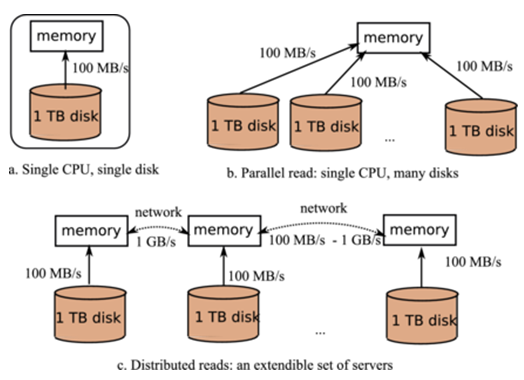 memory
100 MB/s
1 TB disk
a. Single CPU, single disk
memory
100 MB/s
100 MB/s
100 MB/s
1 TB disk
1 TB disk
...
1 TB disk
b. Parallel read: single CPU, many disks
network
network
memory
1 GB/s
memory
100 MB/s - 1 GB/s
memory
100 MB/s
100 MB/s
100 MB/s
1 TB disk
1 TB disk
...
1 TB disk
c. Distributed reads: an extendible set of servers